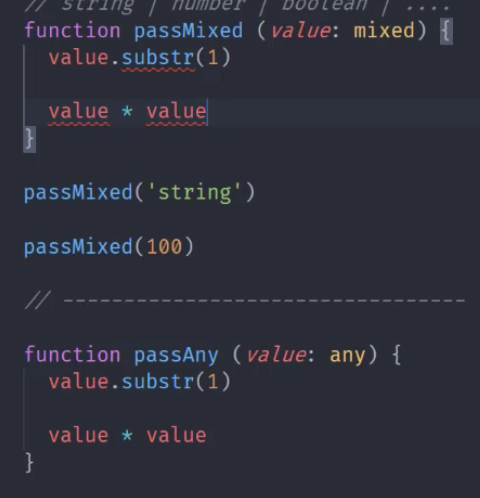 // string | number | boolean | ....
function passMixed (value: mixed) {
value.substr(1)
value * value
}
passMixed('string')
passMixed(100)
// ---------------------------------
function passAny (value: any) {
value.substr(1)
value * value
}